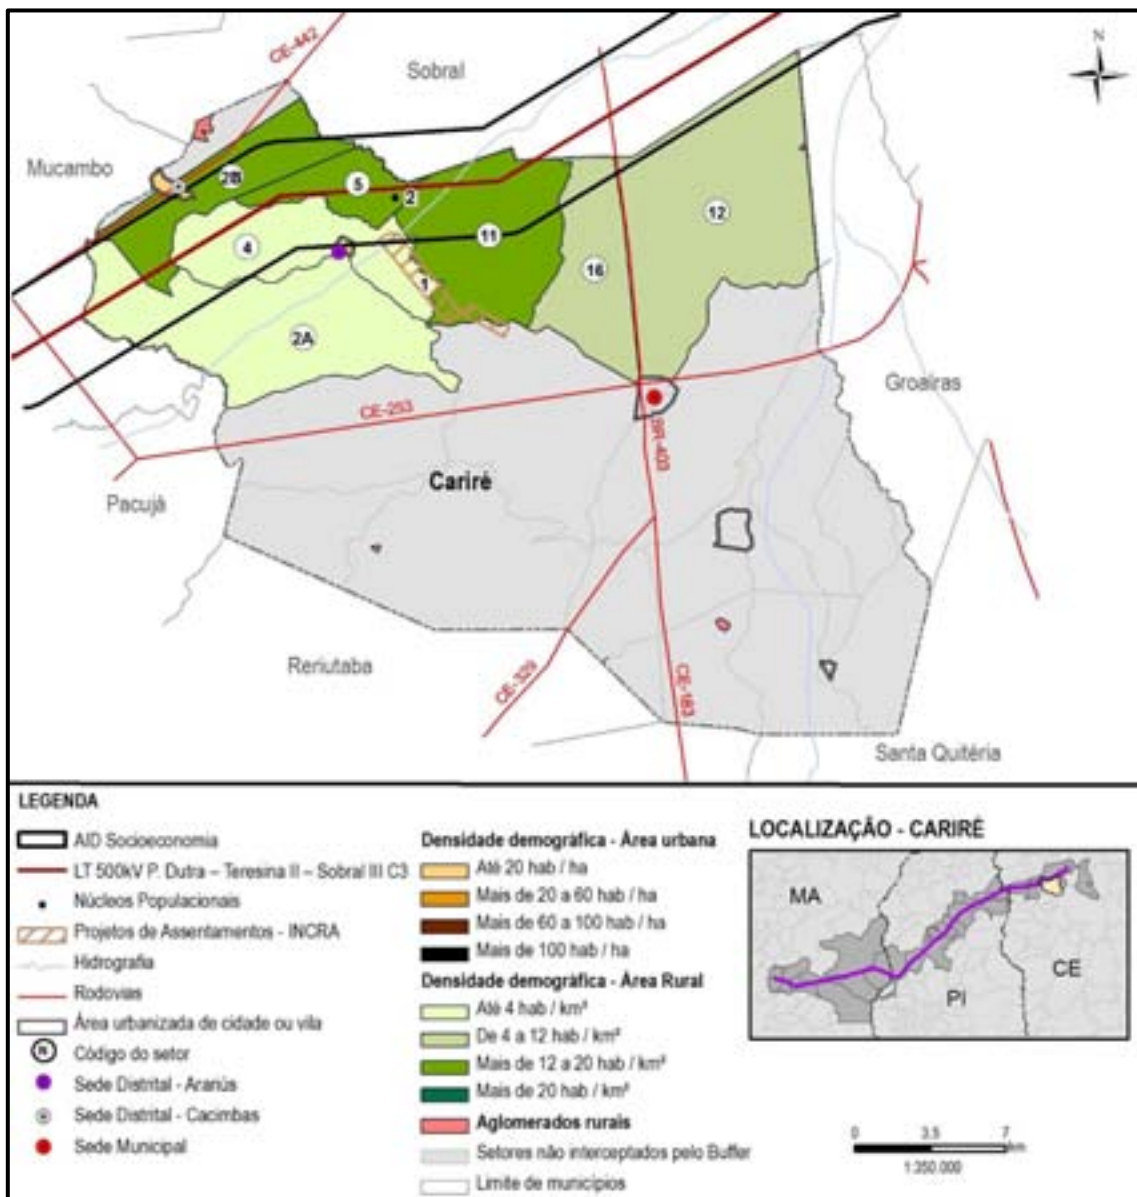 N
CE-442
Sobral
Mucambo
2B
5
2
12
4
11
16
1
2A
Groaíras
CE-253
BR-403
Cariré
Pacujá
Reriutaba
CE-329
CE-183
Santa Quitéria
LEGENDA
AID Socioeconomia
LT 500kV P. Dutra – Teresina II – Sobral III C3
Núcleos Populacionais
Projetos de Assentamentos - INCRA
Hidrografia
Rodovias
Área urbanizada de cidade ou vila
N Código do setor
Sede Distrital - Arariús
Sede Distrital - Cacimbas
Sede Municipal
Densidade demográfica - Área urbana
Até 20 hab / ha
Mais de 20 a 60 hab / ha
Mais de 60 a 100 hab / ha
Mais de 100 hab / ha
Densidade demográfica - Área Rural
Até 4 hab / km²
De 4 a 12 hab / km²
Mais de 12 a 20 hab / km²
Mais de 20 hab / km²
Aglomerados rurais
Setores não interceptados pelo Buffer
Limite de municípios
LOCALIZAÇÃO - CARIRÉ
MA
PI
CE
0 3,5 7
km
1:350.000